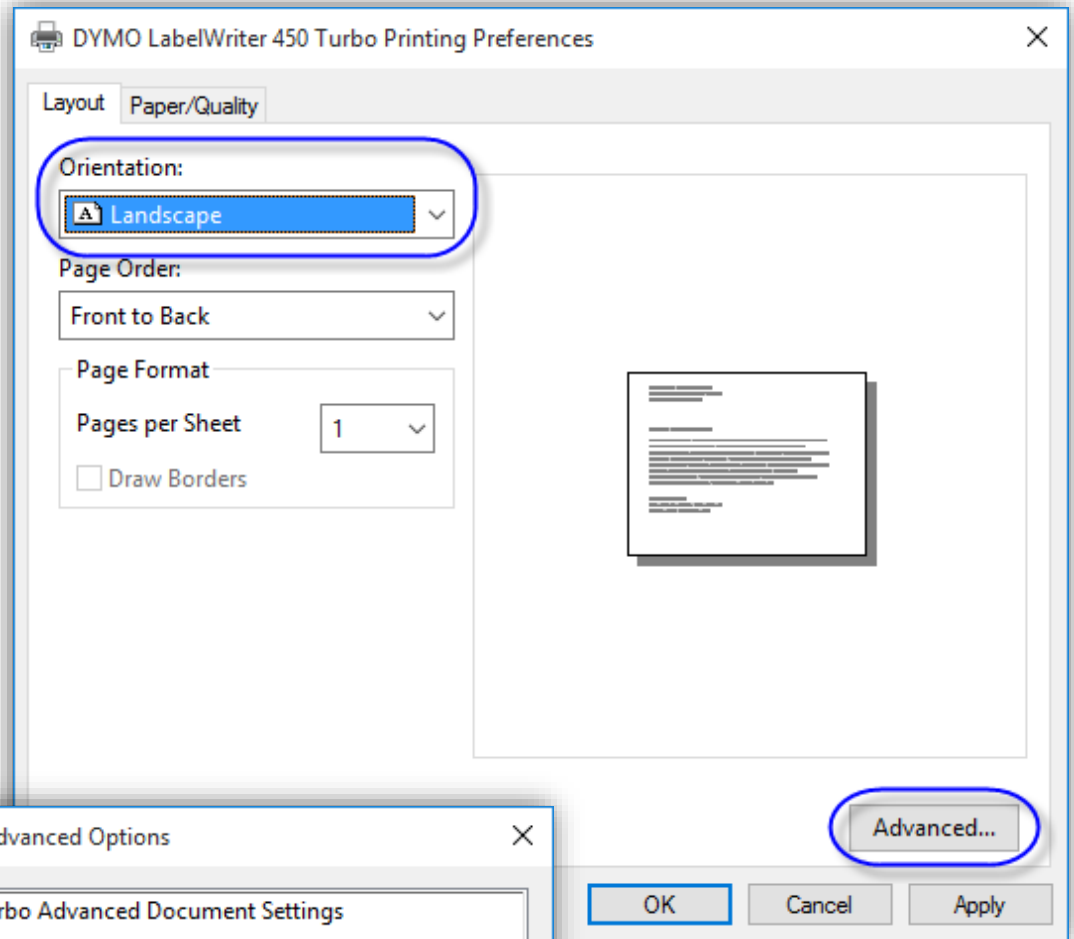 DYMO LabelWriter 450 Turbo Printing Preferences
Layout
Paper/Quality
Orientation:
A Landscape
Page Order:
Front to Back
Page Format
Pages per Sheet 1
Draw Borders
Advanced...
dvanced Options
rbo Advanced Document Settings
OK
Cancel
Apply